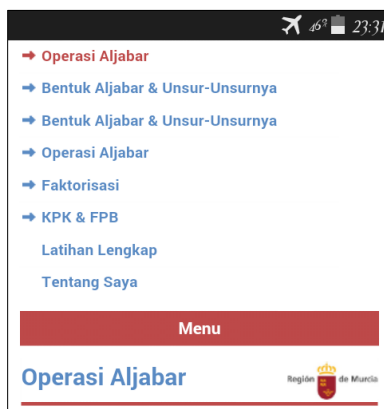 46% 23:31
Operasi Aljabar
Bentuk Aljabar & Unsur-Unsurnya
Bentuk Aljabar & Unsur-Unsurnya
Operasi Aljabar
Faktorisasi
KPK & FPB
Latihan Lengkap
Tentang Saya
Menu
Operasi Aljabar
Región de Murcia